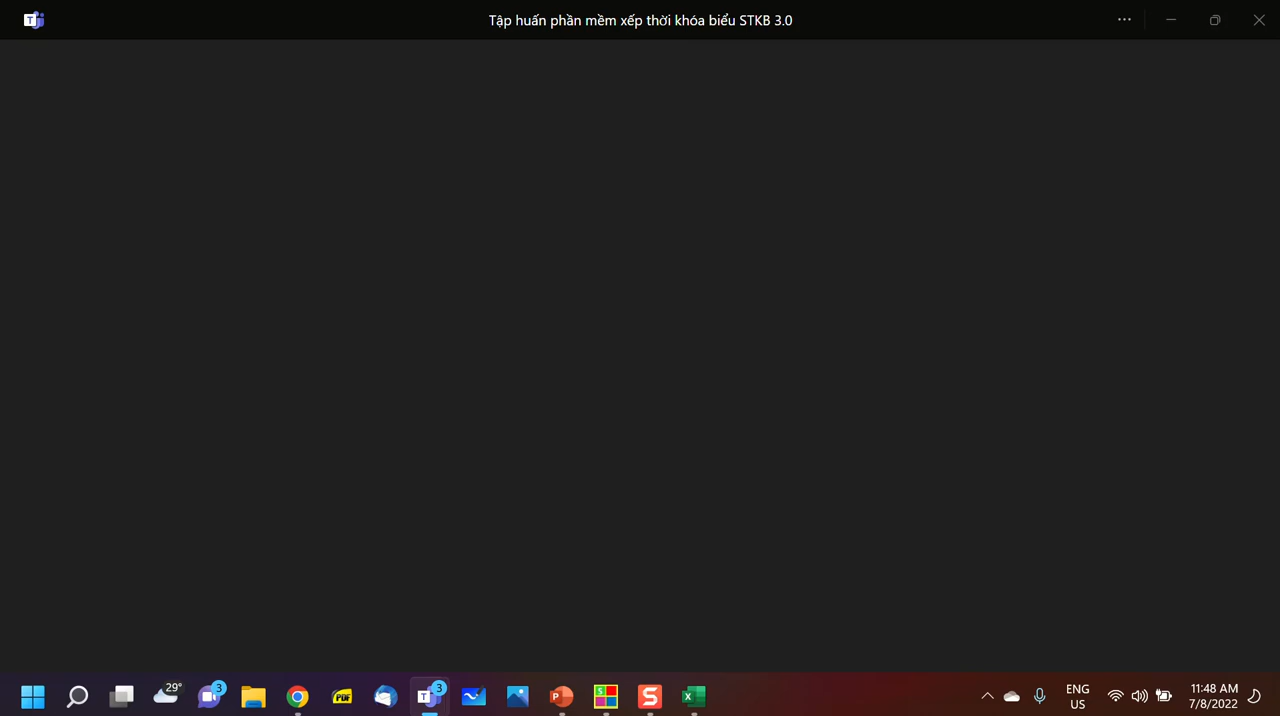 Tập huấn phần mềm xếp thời khóa biểu STKB 3.0
29°
3
PDF
T
3
P
S
S
X
ENG
US
11:48 AM
7/8/2022